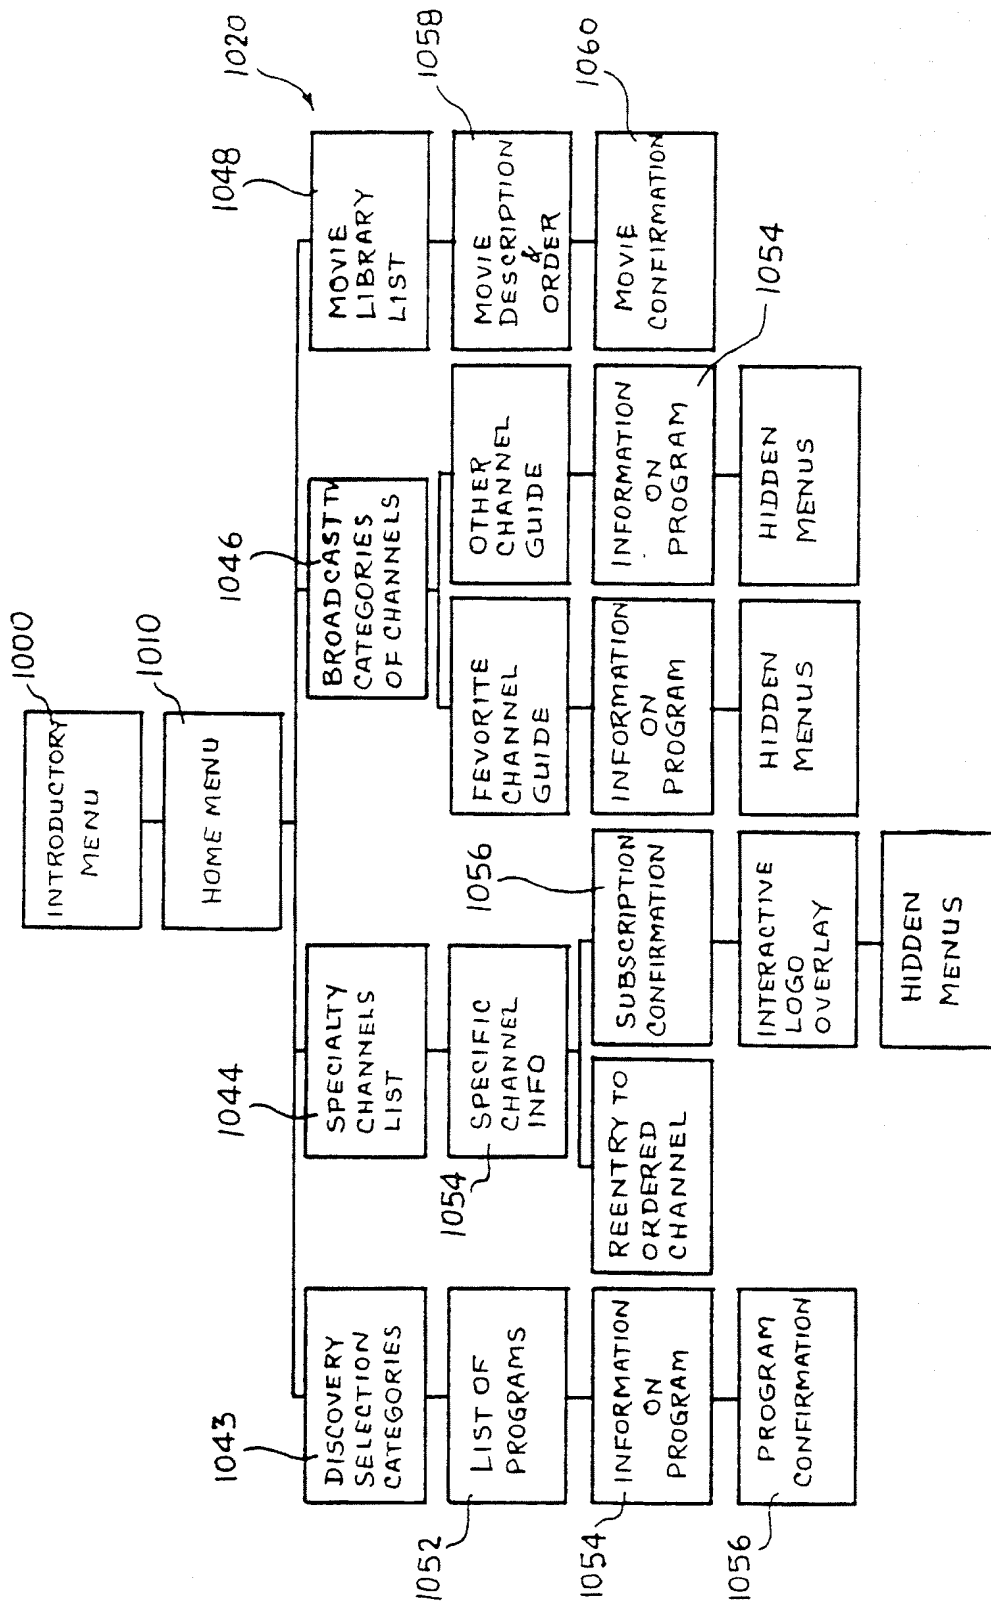 1000
INTRODUCTORY
MENU
1010
HOME MENU
1020
1043
DISCOVERY
SELECTION
CATEGORIES
1044
SPECIALTY
CHANNELS
LIST
1046
BROADCAST TV
CATEGORIES
OF CHANNELS
1048
MOVIE
LIBRARY
LIST
1052
LIST OF
PROGRAMS
1054
SPECIFIC
CHANNEL
INFO
FEVORITE
CHANNEL
GUIDE
OTHER
CHANNEL
GUIDE
1058
MOVIE
DESCRIPTION
&
ORDER
1054
INFORMATION
ON
PROGRAM
REENTRY TO
ORDERED
CHANNEL
1056
SUBSCRIPTION
CONFIRMATION
INFORMATION
ON
PROGRAM
INFORMATION
ON
PROGRAM
1054
1060
MOVIE
CONFIRMATION
1056
PROGRAM
CONFIRMATION
INTERACTIVE
LOGO
OVERLAY
HIDDEN
MENUS
HIDDEN
MENUS
HIDDEN
MENUS